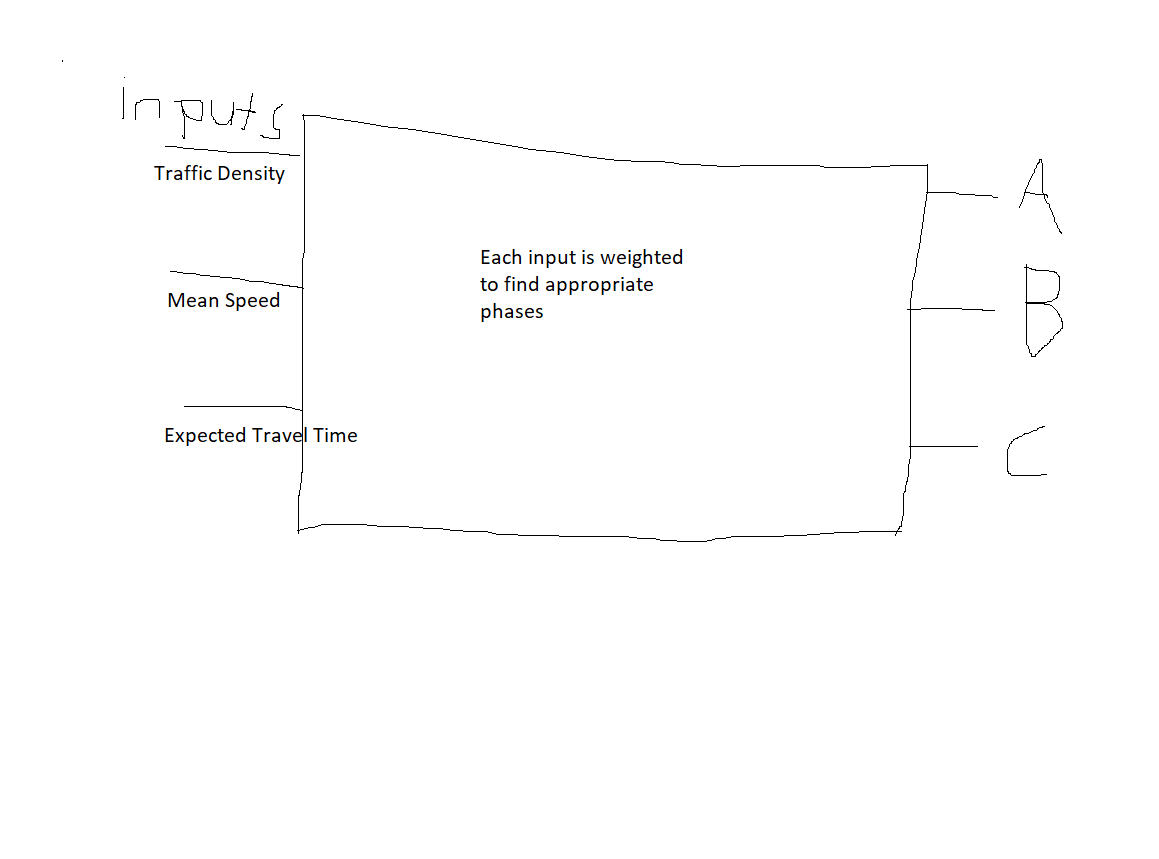 inputs
Traffic Density
Mean Speed
Expected Travel Time
Each input is weighted
to find appropriate
phases
A
B
C